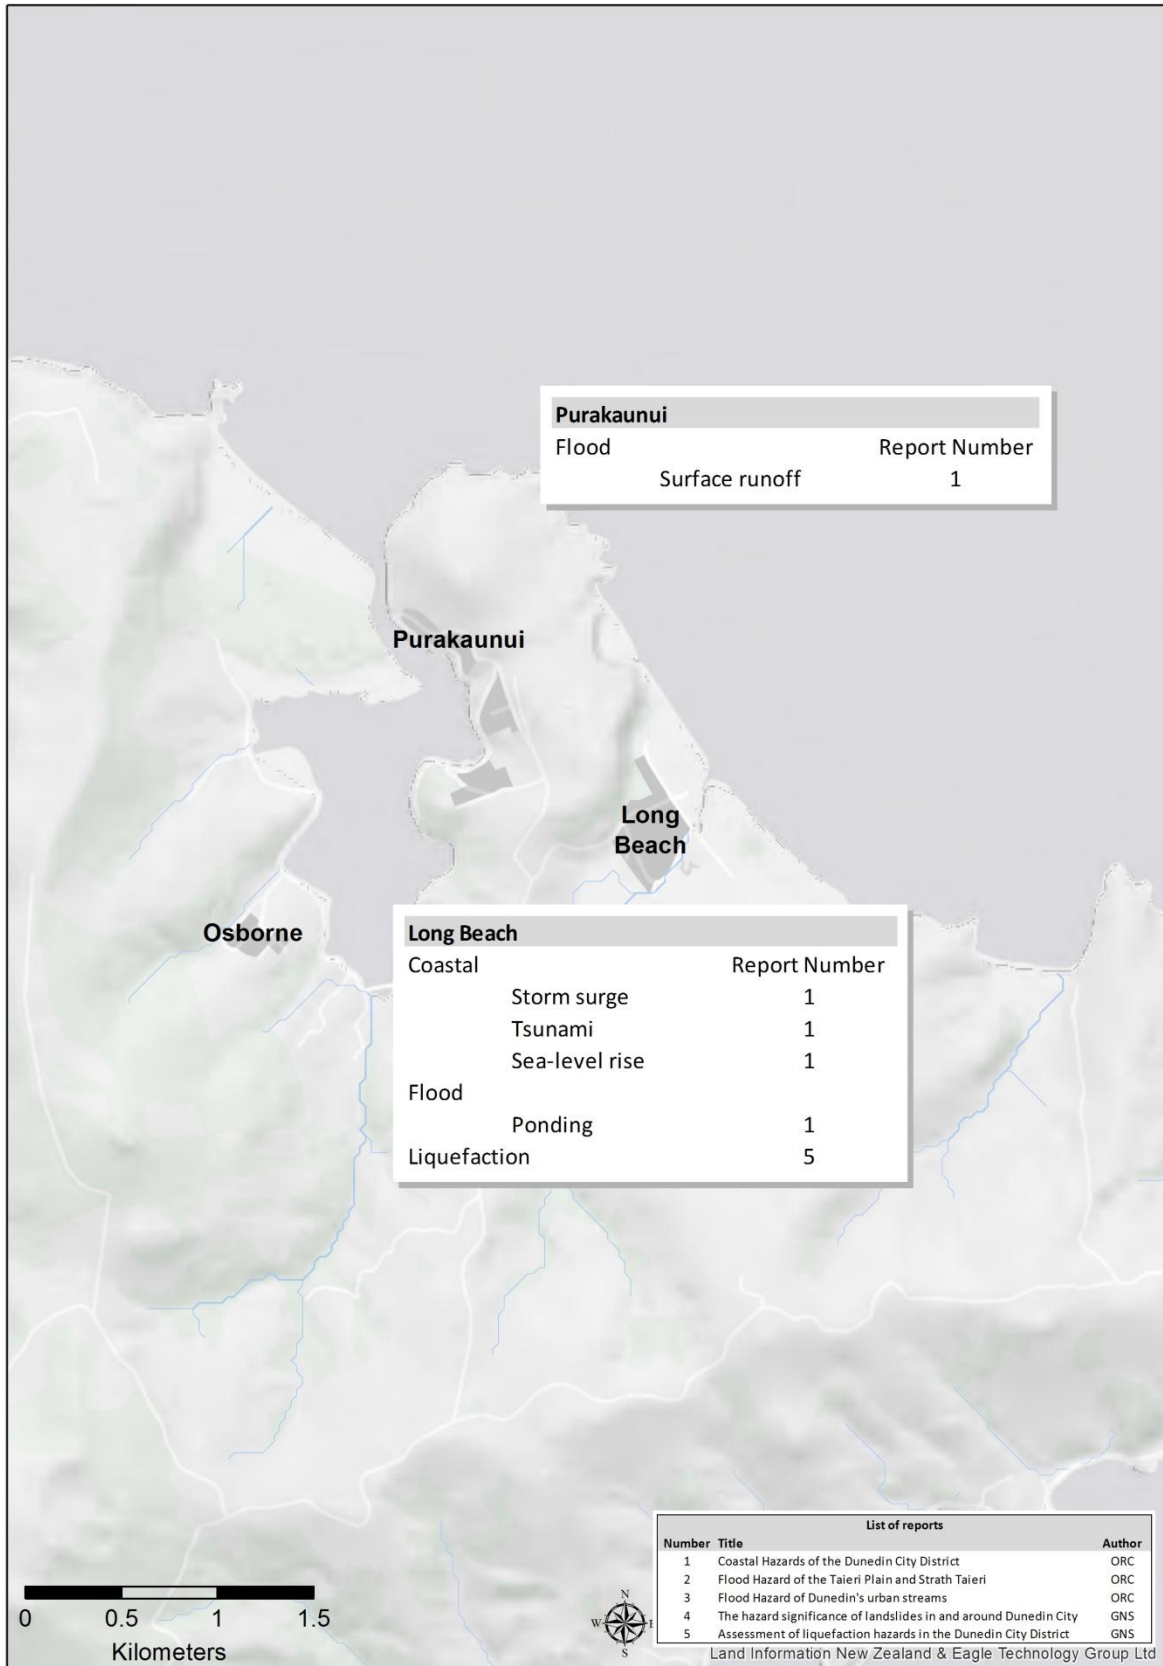 Purakaunui
Flood Report Number
Surface runoff 1
Purakaunui
Long
Beach
Osborne
Long Beach
Coastal Report Number
Storm surge 1
Tsunami 1
Sea-level rise 1
Flood
Ponding 1
Liquefaction 5
List of reports
Number Title Author
1 Coastal Hazards of the Dunedin City District ORC
2 Flood Hazard of the Taieri Plain and Strath Taieri ORC
3 Flood Hazard of Dunedin's urban streams ORC
4 The hazard significance of landslides in and around Dunedin City GNS
5 Assessment of liquefaction hazards in the Dunedin City District GNS
0 0.5 1 1.5
Kilometers
N
W E
S
Land Information New Zealand & Eagle Technology Group Ltd